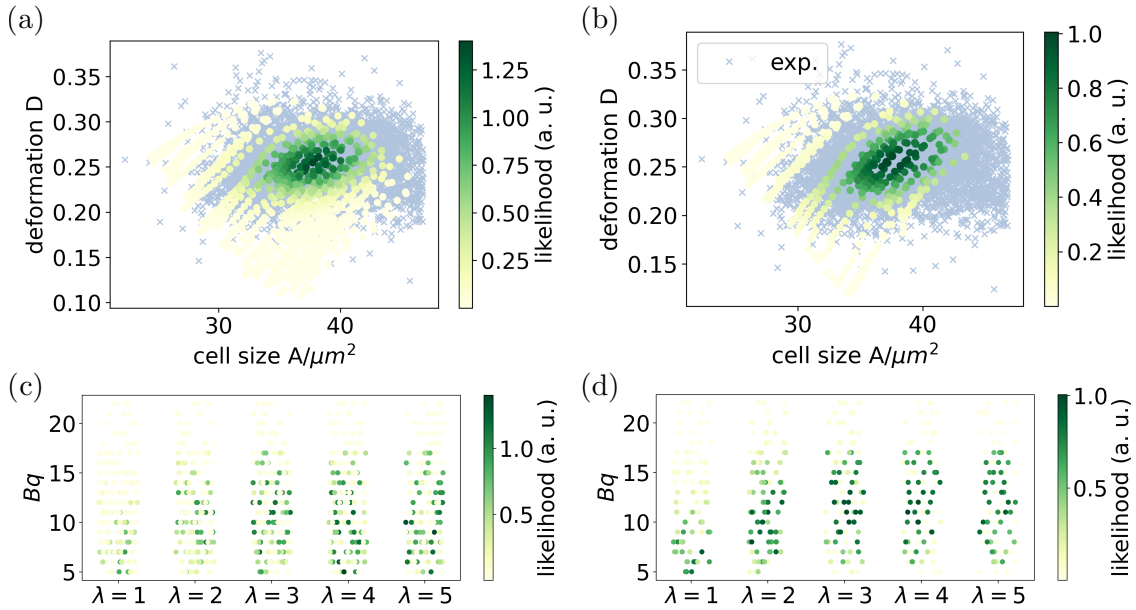 (a)
deformation D
0.35
0.30
0.25
0.20
0.15
0.10
30
40
cell size A/μm²
1.25
1.00
0.75
0.50
0.25
likelihood (a. u.)
(b)
deformation D
0.35
0.30
0.25
0.20
0.15
exp.
30
40
cell size A/μm²
1.0
0.8
0.6
0.4
0.2
likelihood (a. u.)
(c)
Bq
20
15
10
5
λ = 1
λ = 2
λ = 3
λ = 4
λ = 5
1.0
0.5
likelihood (a. u.)
(d)
Bq
20
15
10
5
λ = 1
λ = 2
λ = 3
λ = 4
λ = 5
1.0
0.5
likelihood (a. u.)